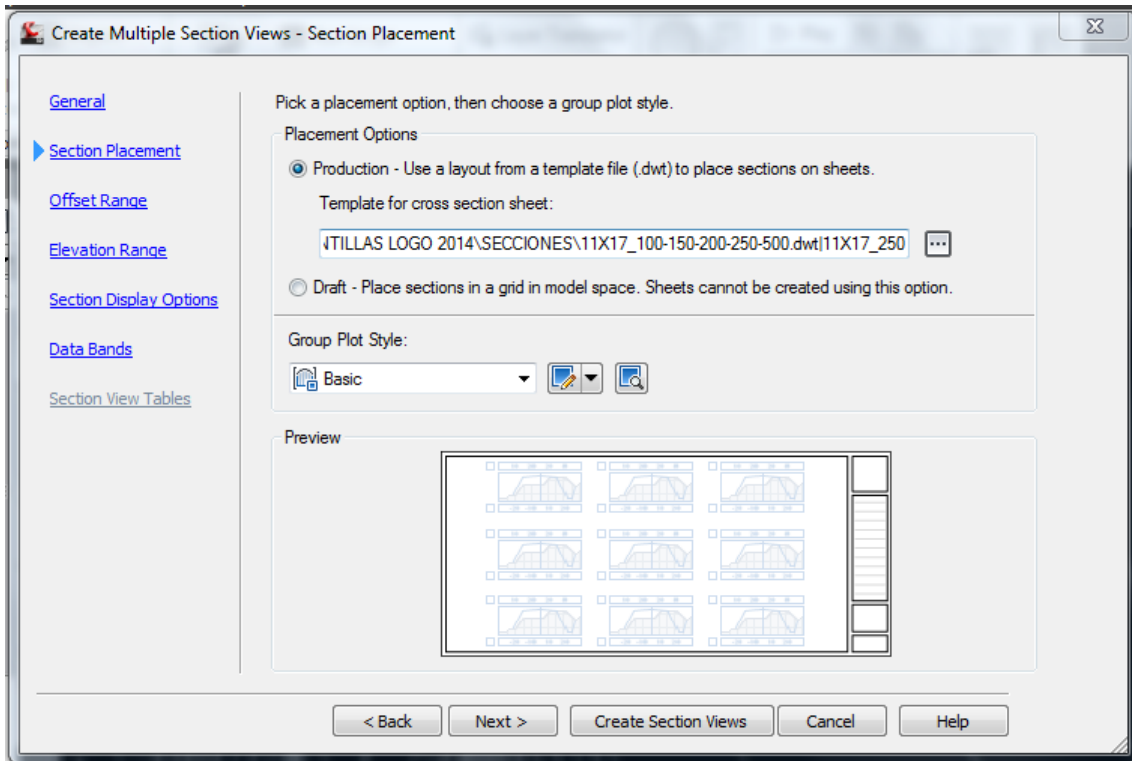 Create Multiple Section Views - Section Placement
General
Section Placement
Offset Range
Elevation Range
Section Display Options
Data Bands
Section View Tables
Pick a placement option, then choose a group plot style.
Placement Options
Production - Use a layout from a template file (.dwt) to place sections on sheets.
Template for cross section sheet:
NTILLAS LOGO 2014\SECCIONES\11X17_100-150-200-250-500.dwt|11X17_250
Draft - Place sections in a grid in model space. Sheets cannot be created using this option.
Group Plot Style:
Basic
Preview
< Back Next > Create Section Views Cancel Help